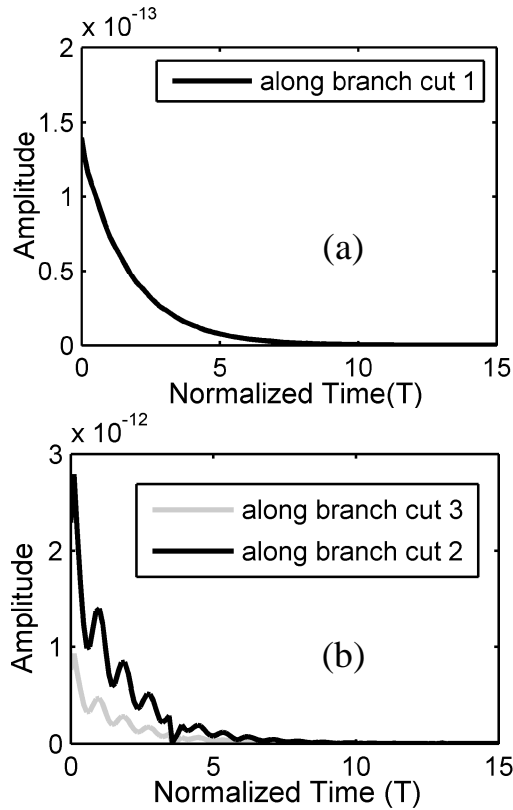 x 10^-13
2
1.5
1
0.5
0
Amplitude
along branch cut 1
(a)
0 5 10 15
Normalized Time(T)
x 10^-12
3
2
1
0
Amplitude
along branch cut 3
along branch cut 2
(b)
0 5 10 15
Normalized Time (T)